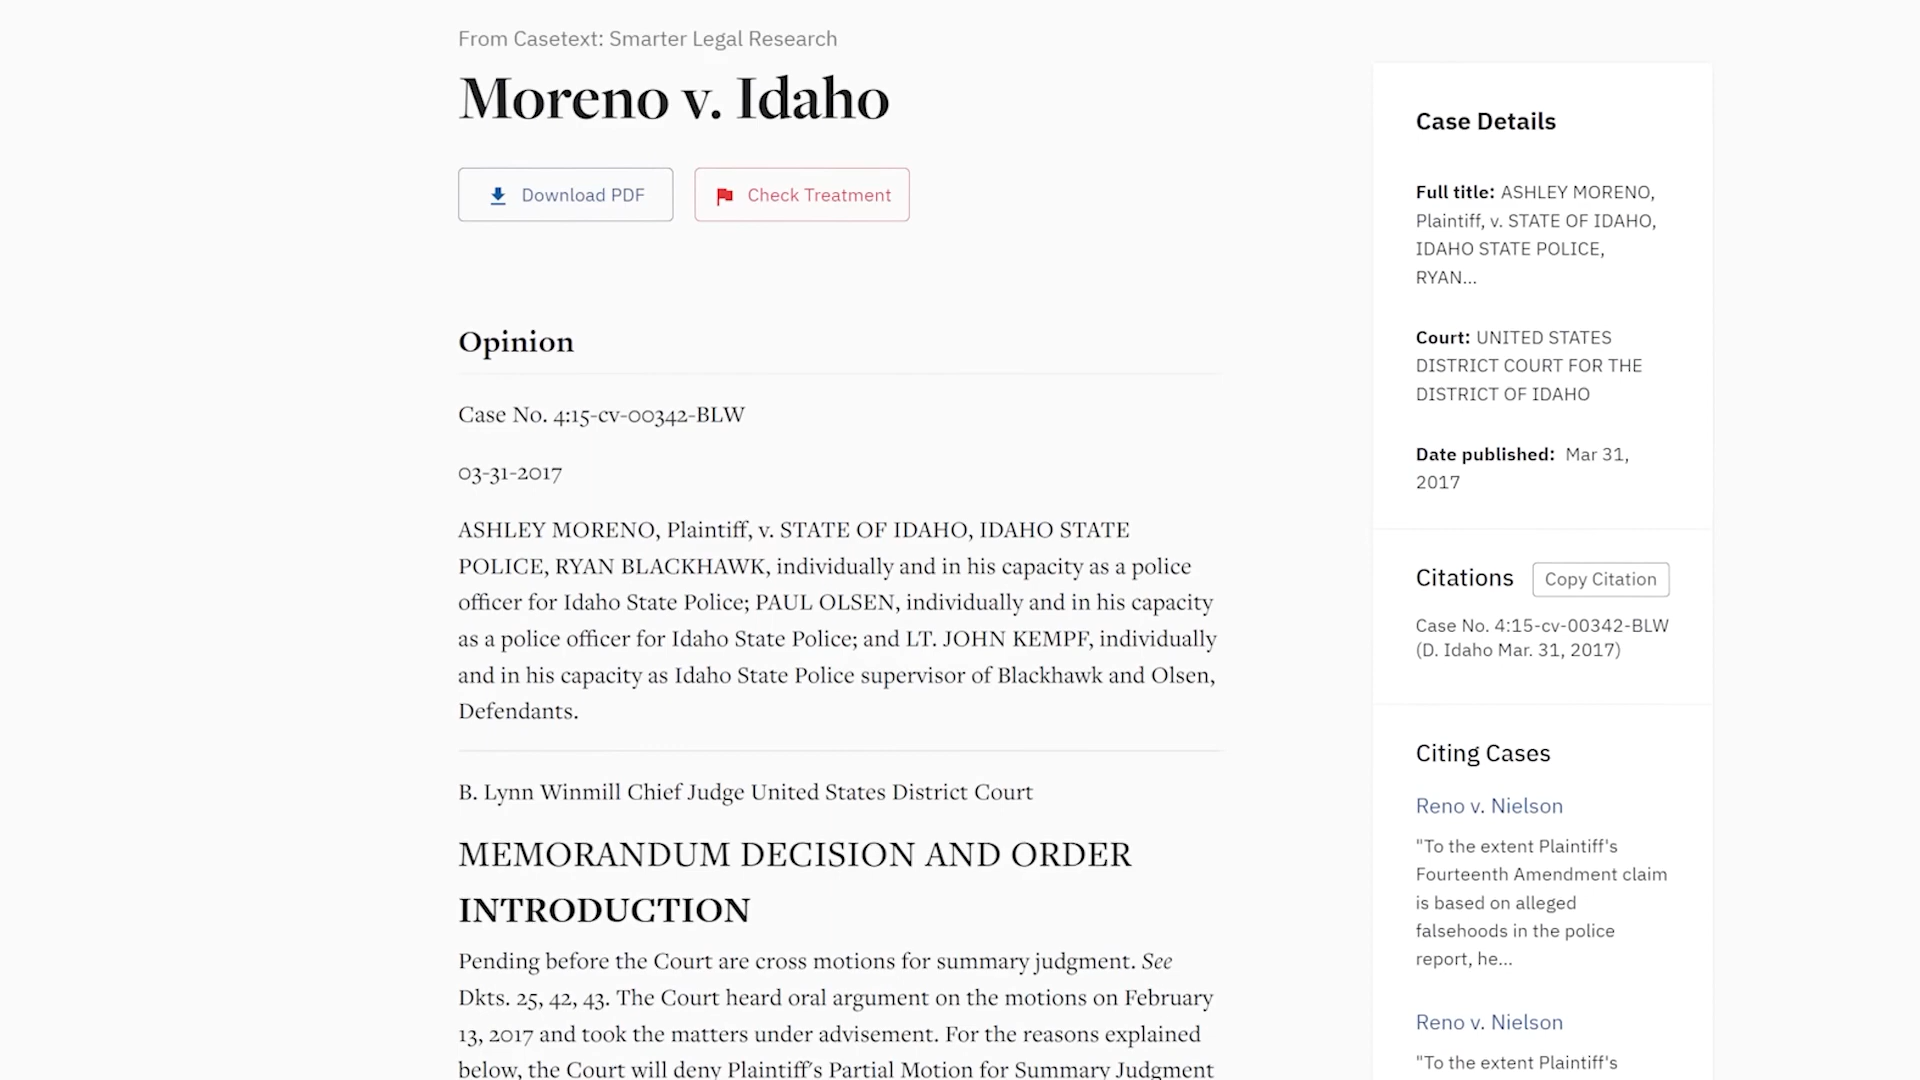 From Casetext: Smarter Legal Research
Moreno v. Idaho
Download PDF
Check Treatment
Opinion
Case No. 4:15-cv-00342-BLW
03-31-2017
ASHLEY MORENO, Plaintiff, v. STATE OF IDAHO, IDAHO STATE
POLICE, RYAN BLACKHAWK, individually and in his capacity as a police
officer for Idaho State Police; PAUL OLSEN, individually and in his capacity
as a police officer for Idaho State Police; and LT. JOHN KEMPF, individually
and in his capacity as Idaho State Police supervisor of Blackhawk and Olsen,
Defendants.
B. Lynn Winmill Chief Judge United States District Court
MEMORANDUM DECISION AND ORDER
INTRODUCTION
Pending before the Court are cross motions for summary judgment. See
Dkts. 25, 42, 43. The Court heard oral argument on the motions on February
13, 2017 and took the matters under advisement. For the reasons explained
below, the Court will deny Plaintiff's Partial Motion for Summary Judgment
Case Details
Full title: ASHLEY MORENO,
Plaintiff, v. STATE OF IDAHO,
IDAHO STATE POLICE,
RYAN...
Court: UNITED STATES
DISTRICT COURT FOR THE
DISTRICT OF IDAHO
Date published: Mar 31,
2017
Citations
Copy Citation
Case No. 4:15-cv-00342-BLW
(D. Idaho Mar. 31, 2017)
Citing Cases
Reno v. Nielson
"To the extent Plaintiff's
Fourteenth Amendment claim
is based on alleged
falsehoods in the police
report, he...
Reno v. Nielson
"To the extent Plaintiff's